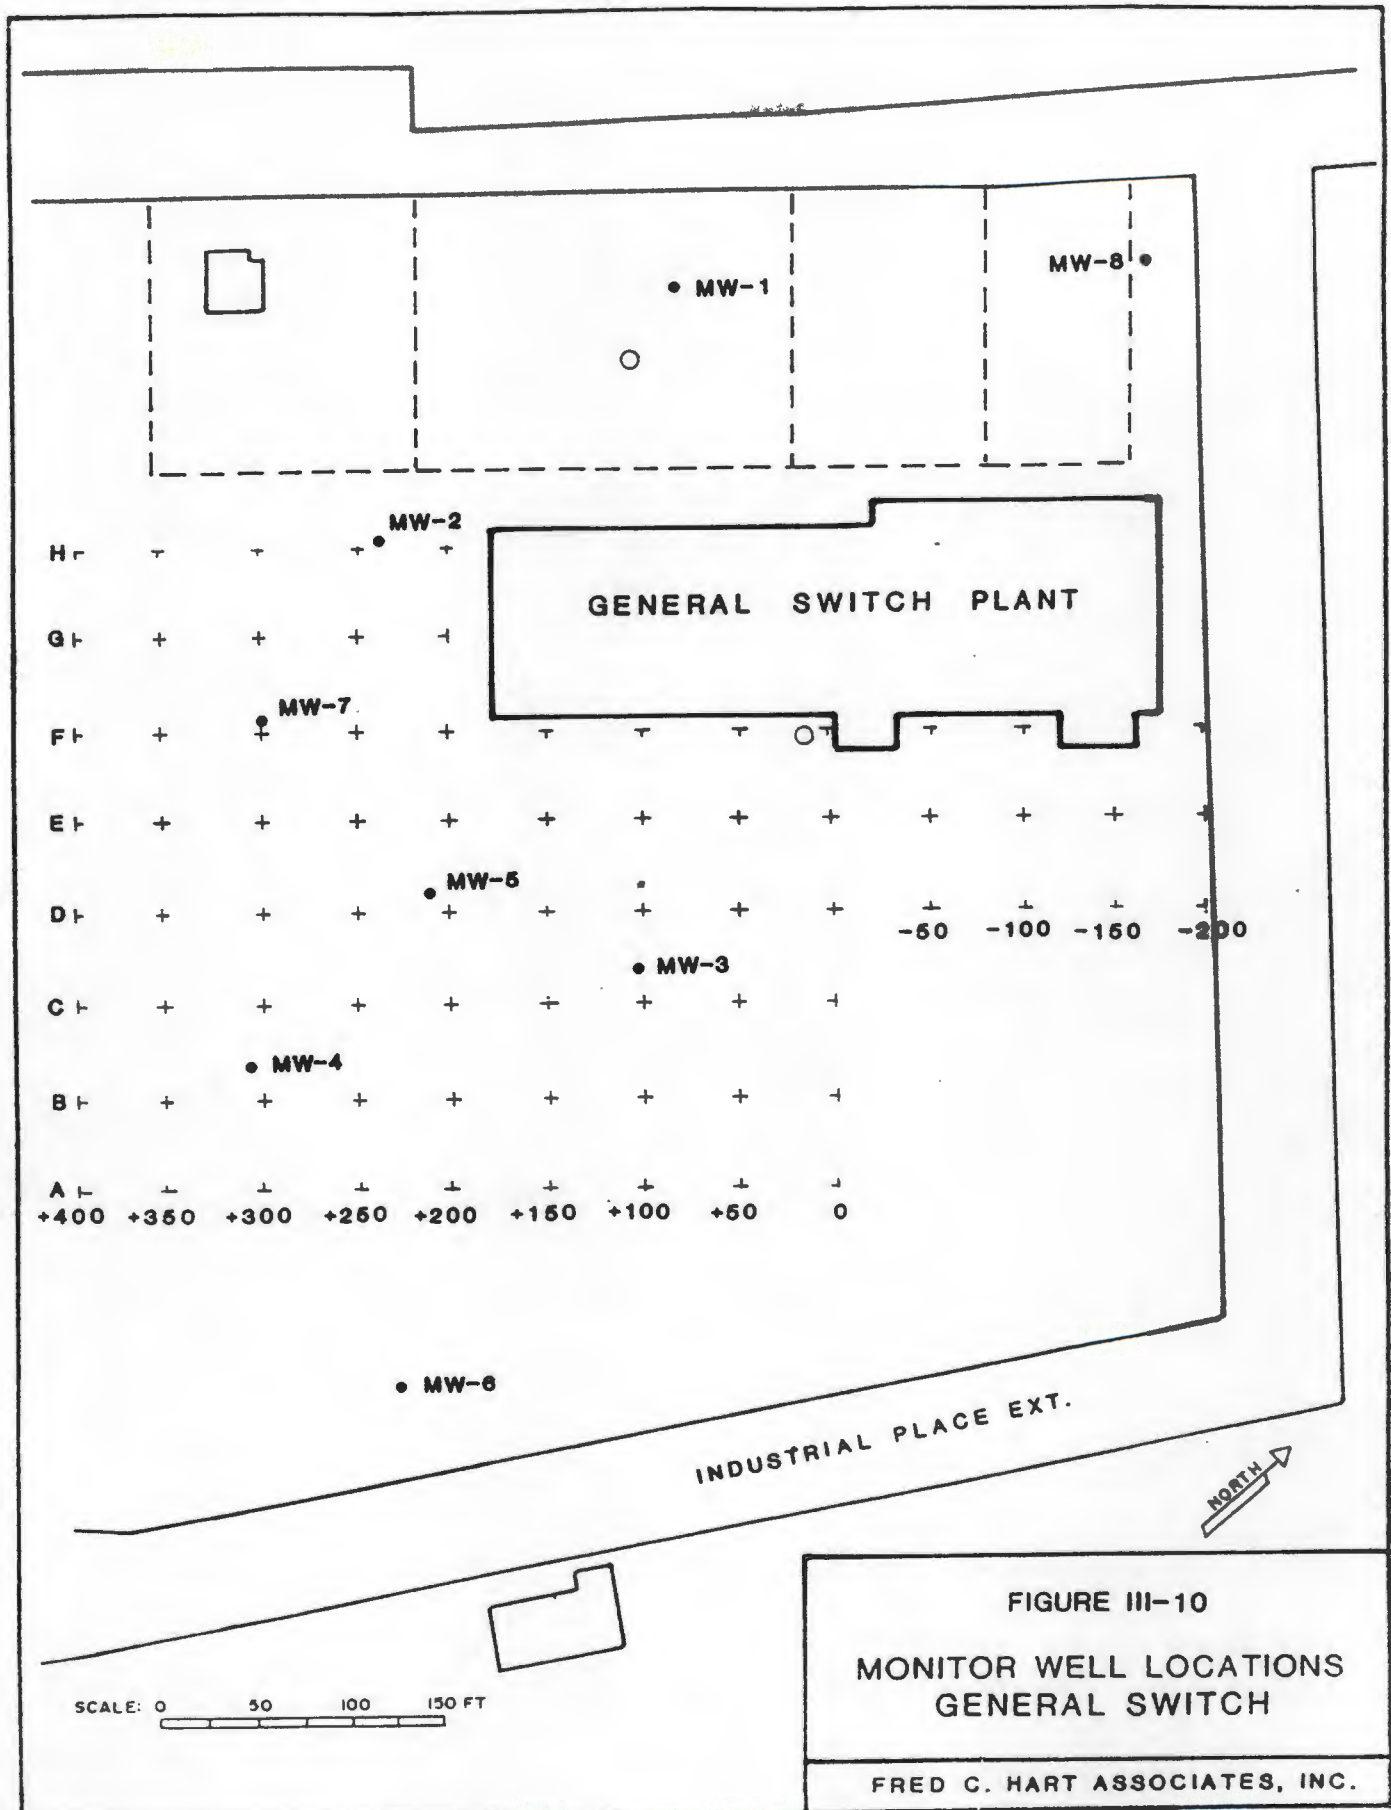 MW-8
MW-1
MW-2
H
GENERAL SWITCH PLANT
G
MW-7
F
E
MW-5
D
-50 -100 -150 -200
MW-3
C
MW-4
B
A
+400 +350 +300 +250 +200 +150 +100 +50 0
MW-6
INDUSTRIAL PLACE EXT.
NORTH
FIGURE III-10
MONITOR WELL LOCATIONS
GENERAL SWITCH
SCALE: 0 50 100 150 FT
FRED C. HART ASSOCIATES, INC.